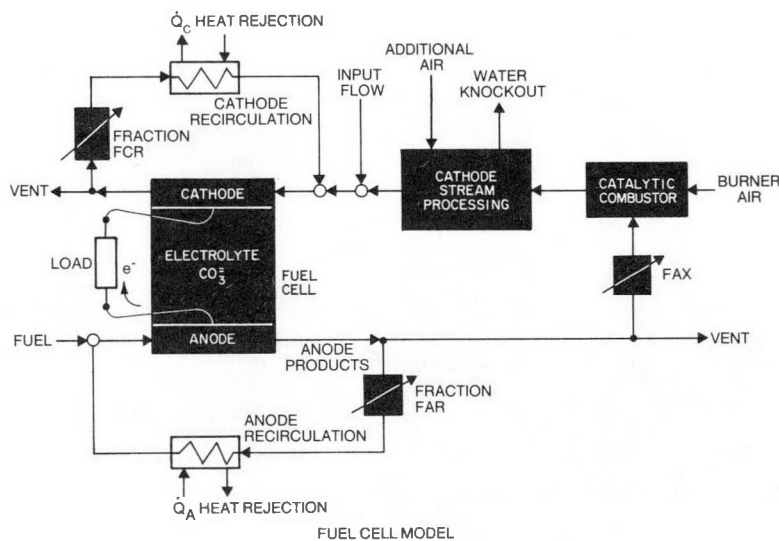 Q̇C HEAT REJECTION
CATHODE
RECIRCULATION
FRACTION
FCR
INPUT
FLOW
ADDITIONAL
AIR
WATER
KNOCKOUT
VENT
CATHODE
CATHODE
STREAM
PROCESSING
CATALYTIC
COMBUSTOR
BURNER
AIR
LOAD
e-
ELECTROLYTE
CO3=
FUEL
CELL
FAX
FUEL
ANODE
ANODE
PRODUCTS
VENT
FRACTION
FAR
ANODE
RECIRCULATION
Q̇A HEAT REJECTION
FUEL CELL MODEL